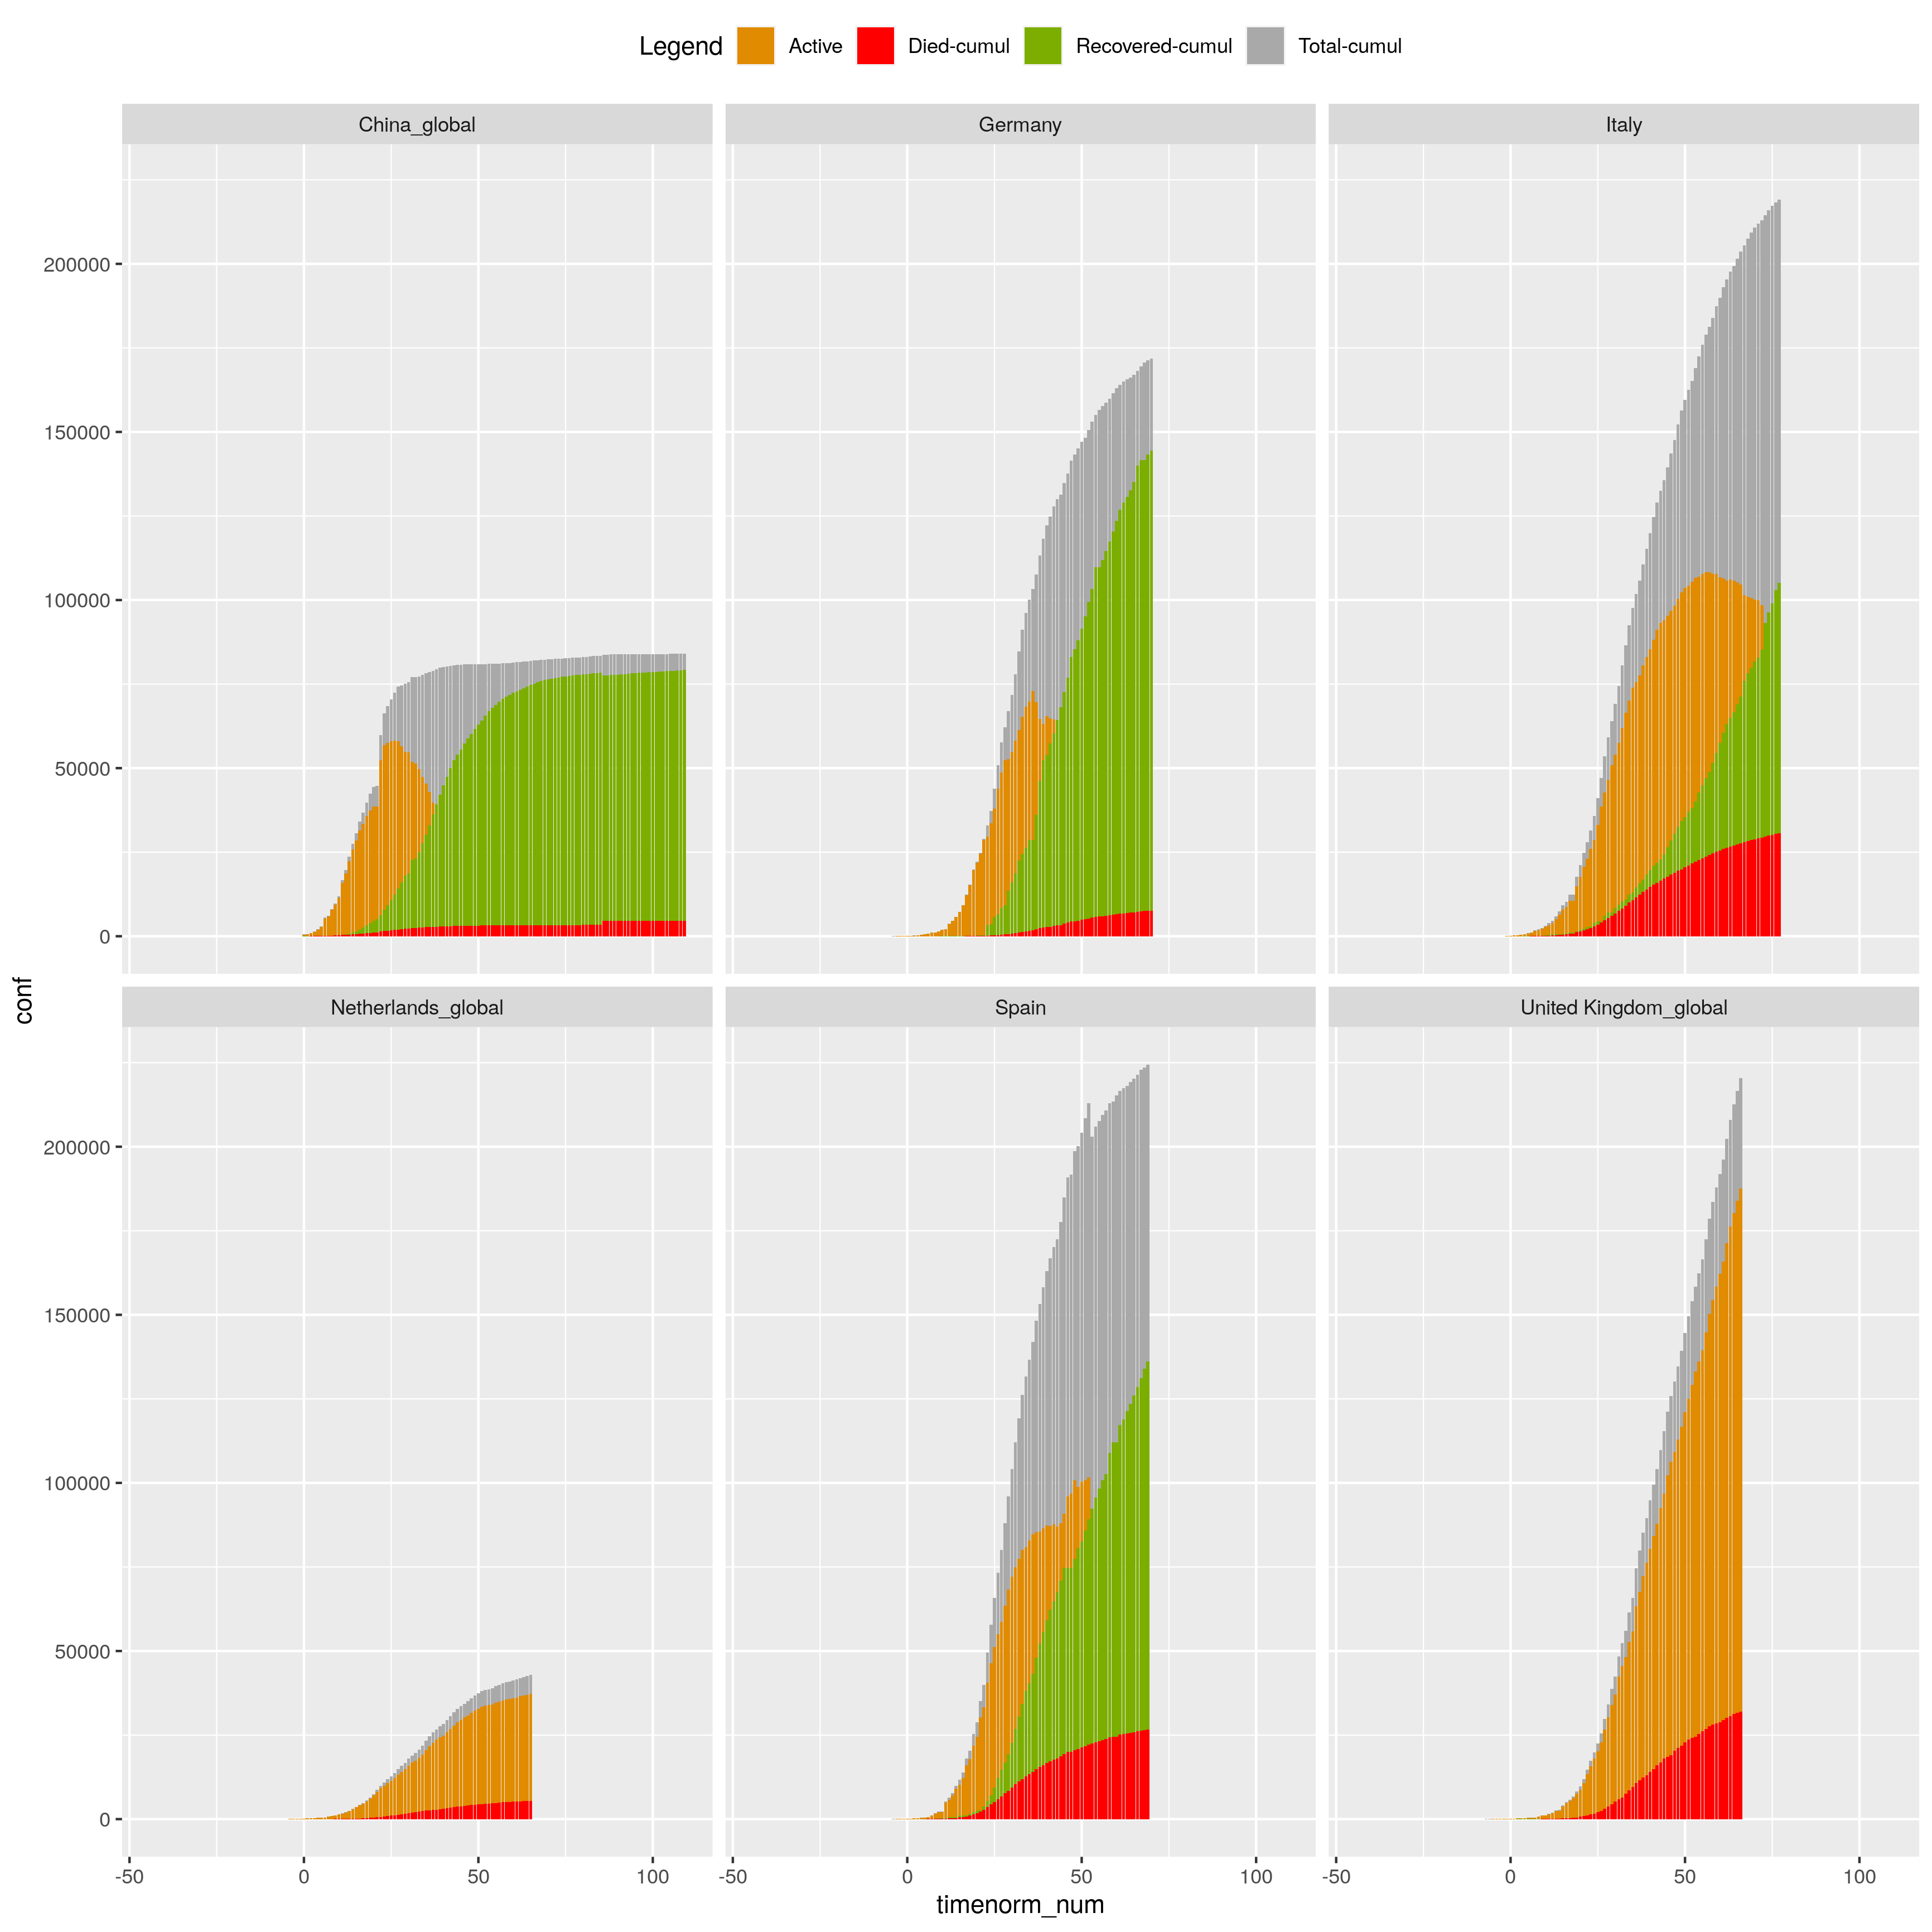 Legend Active Died-cumul Recovered-cumul Total-cumul
China_global Germany Italy
200000
150000
100000
50000
0
conf
Netherlands_global Spain United Kingdom_global
200000
150000
100000
50000
0
-50 0 50 100 -50 0 50 100 -50 0 50 100
timenorm_num